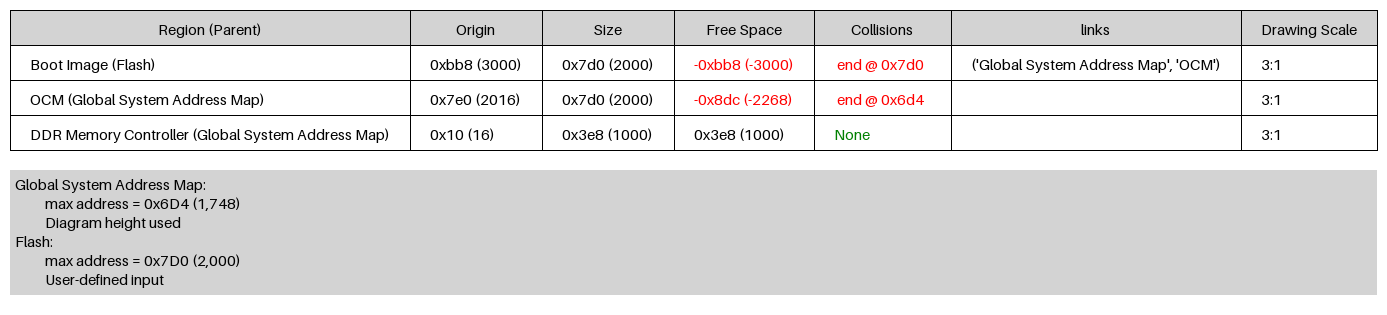 Region (Parent) Origin Size Free Space Collisions links Drawing Scale
Boot Image (Flash) 0xbb8 (3000) 0x7d0 (2000) -0xbb8 (-3000) end @ 0x7d0 ('Global System Address Map', 'OCM') 3:1
OCM (Global System Address Map) 0x7e0 (2016) 0x7d0 (2000) -0x8dc (-2268) end @ 0x6d4 3:1
DDR Memory Controller (Global System Address Map) 0x10 (16) 0x3e8 (1000) 0x3e8 (1000) None 3:1
Global System Address Map:
max address = 0x6D4 (1,748)
Diagram height used
Flash:
max address = 0x7D0 (2,000)
User-defined input